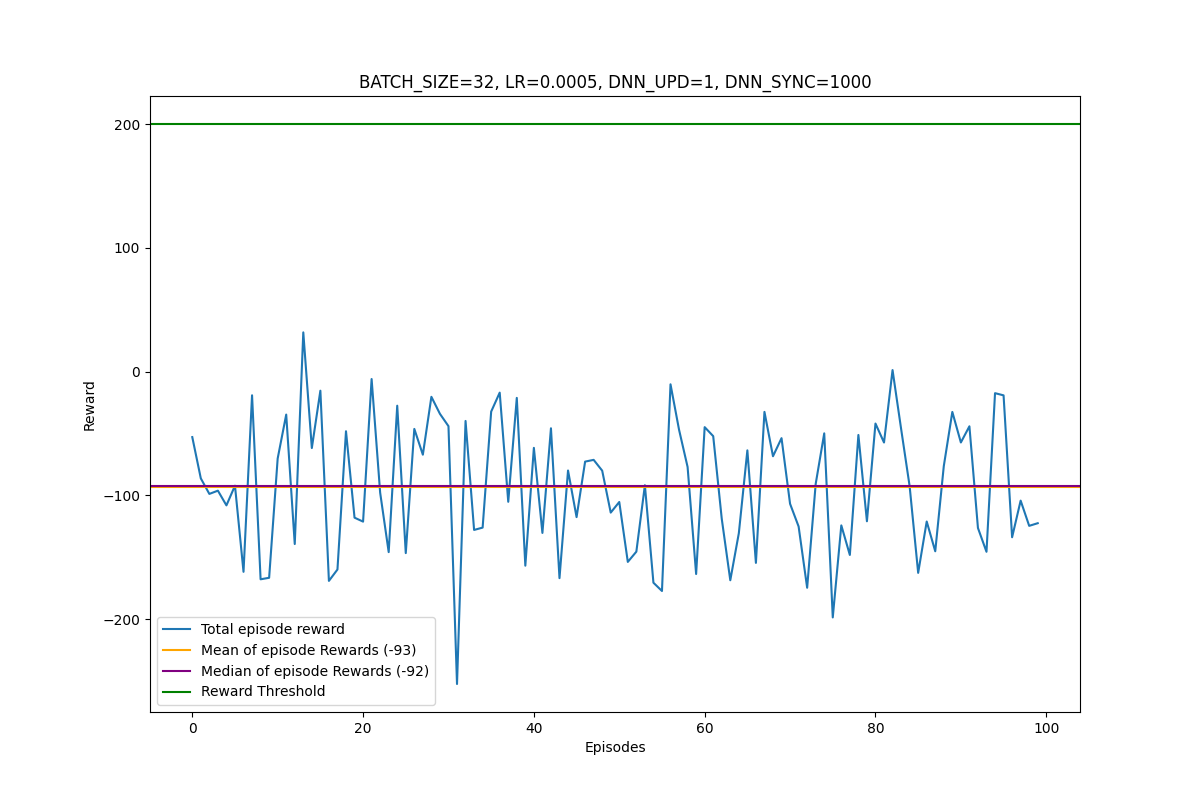 BATCH_SIZE=32, LR=0.0005, DNN_UPD=1, DNN_SYNC=1000
200
100
0
−100
−200
Reward
Total episode reward
Mean of episode Rewards (-93)
Median of episode Rewards (-92)
Reward Threshold
0 20 40 60 80 100
Episodes